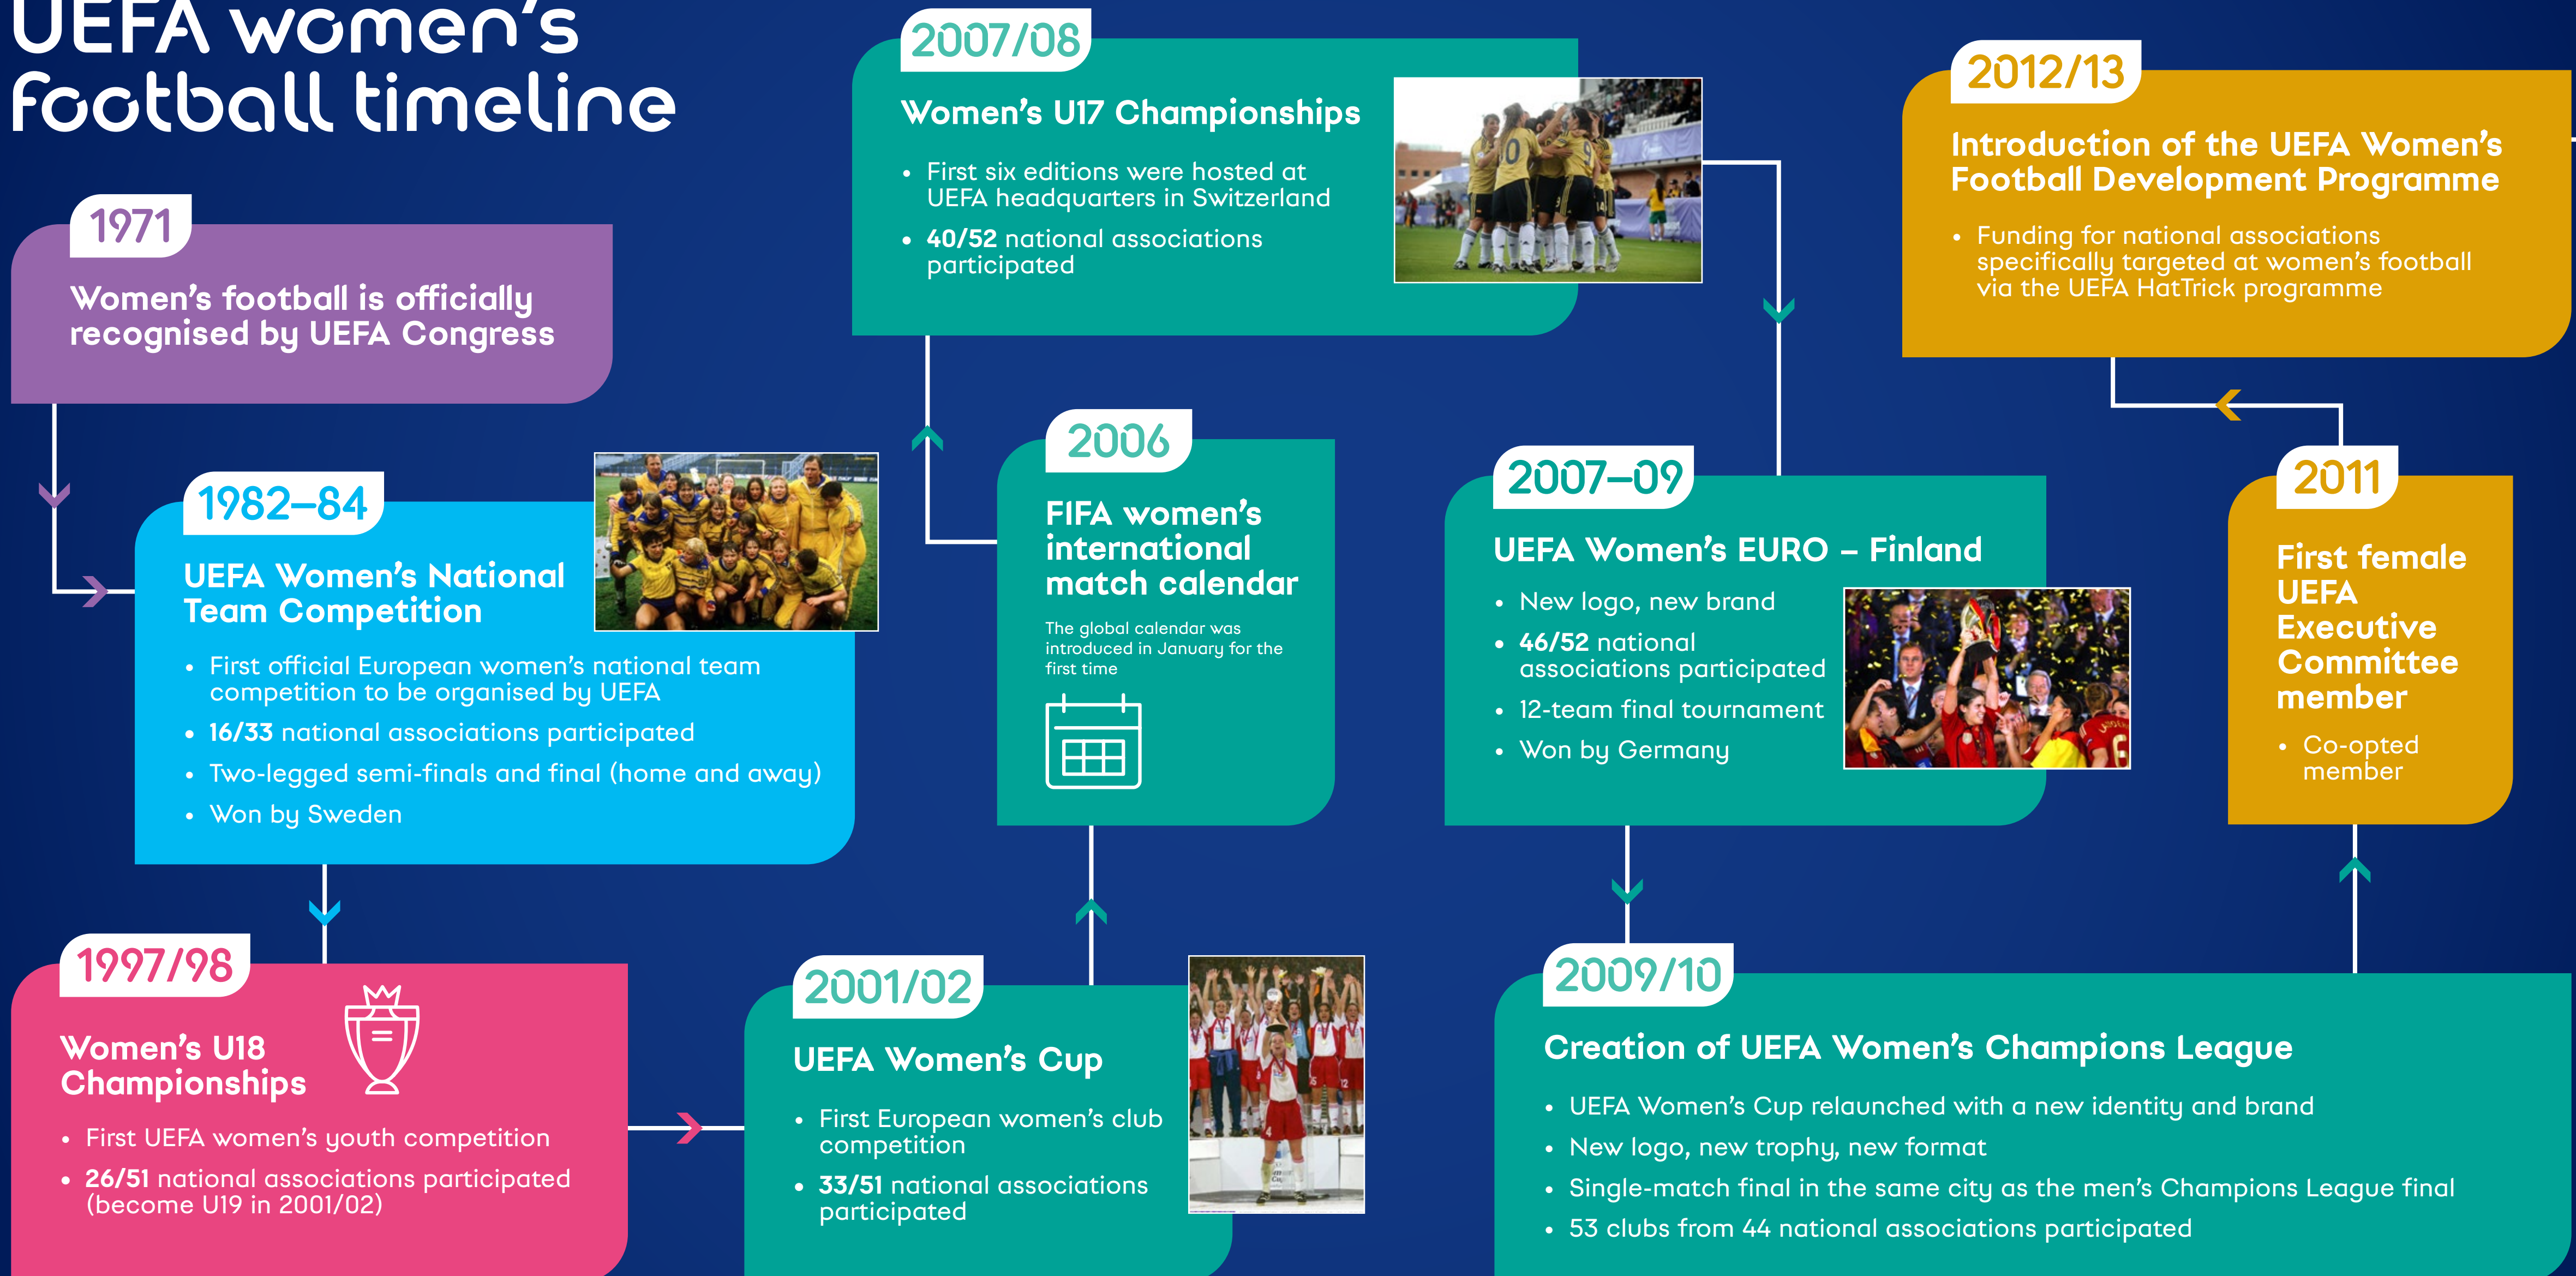 UEFA women's
football timeline
1971
Women's football is officially
recognised by UEFA Congress
1982–84
UEFA Women's National
Team Competition
• First official European women's national team
competition to be organised by UEFA
• 16/33 national associations participated
• Two-legged semi-finals and final (home and away)
• Won by Sweden
1997/98
Women's U18
Championships
• First UEFA women's youth competition
• 26/51 national associations participated
(become U19 in 2001/02)
2001/02
UEFA Women's Cup
• First European women's club
competition
• 33/51 national associations
participated
2006
FIFA women's
international
match calendar
The global calendar was
introduced in January for the
first time
2007/08
Women's U17 Championships
• First six editions were hosted at
UEFA headquarters in Switzerland
• 40/52 national associations
participated
10
9
14
2007–09
UEFA Women's EURO – Finland
• New logo, new brand
• 46/52 national
associations participated
• 12-team final tournament
• Won by Germany
6
2009/10
Creation of UEFA Women's Champions League
• UEFA Women's Cup relaunched with a new identity and brand
• New logo, new trophy, new format
• Single-match final in the same city as the men's Champions League final
• 53 clubs from 44 national associations participated
2011
First female
UEFA
Executive
Committee
member
• Co-opted
member
2012/13
Introduction of the UEFA Women's
Football Development Programme
• Funding for national associations
specifically targeted at women's football
via the UEFA HatTrick programme